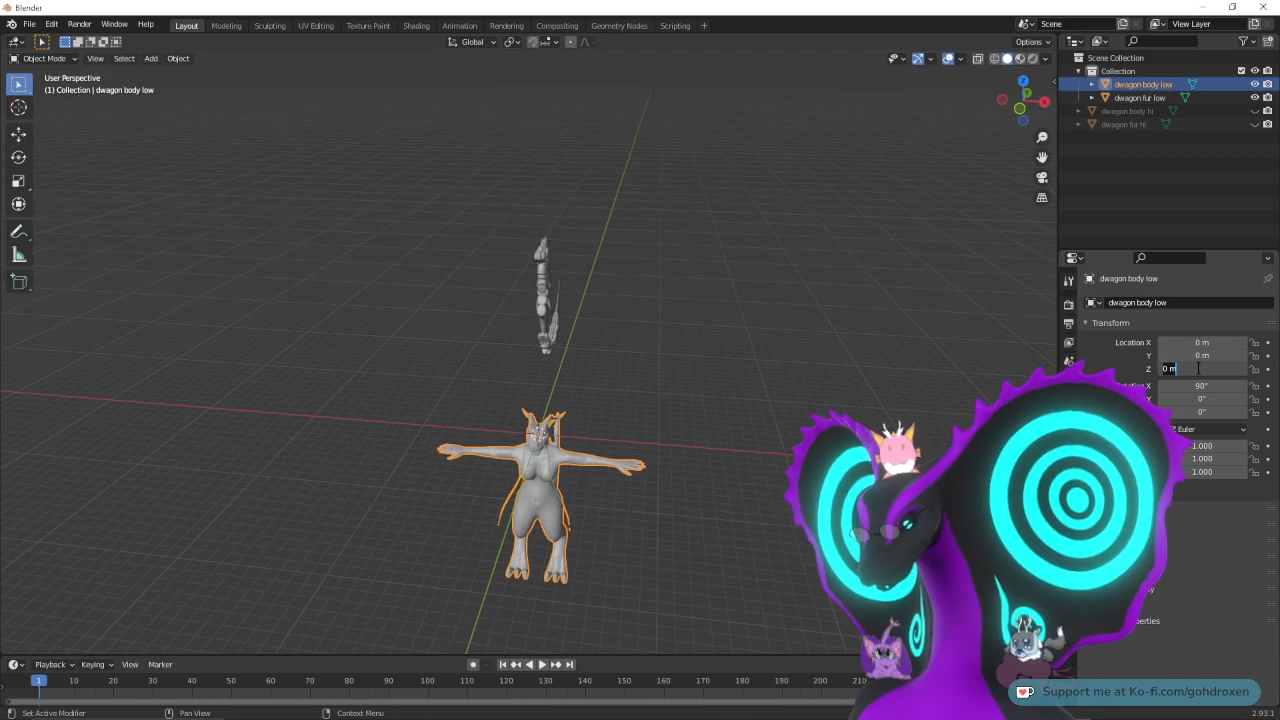 Blender
File Edit Render Window Help Layout Modeling Sculpting UV Editing Texture Paint Shading Animation Rendering Compositing Geometry Nodes Scripting + Scene View Layer
Global Options
Object Mode View Select Add Object
User Perspective
(1) Collection | dwagon body low
X
Scene Collection
Collection
dwagon body low
dwagon fur low
dwagon body hi
dwagon fur hi
dwagon body low
dwagon body low
Transform
Location X 0 m
Y 0 m
Z 0 m
90°
0°
0°
Euler
1.000
1.000
1.000
Playback Keying View Marker
1 10 20 30 40 50 60 70 80 90 100 110 120 130 140 150 160 170 180 190 200
Support me at Ko-fi.com/gohdroxen
Set Active Modifier Pan View Context Menu 2.93.1